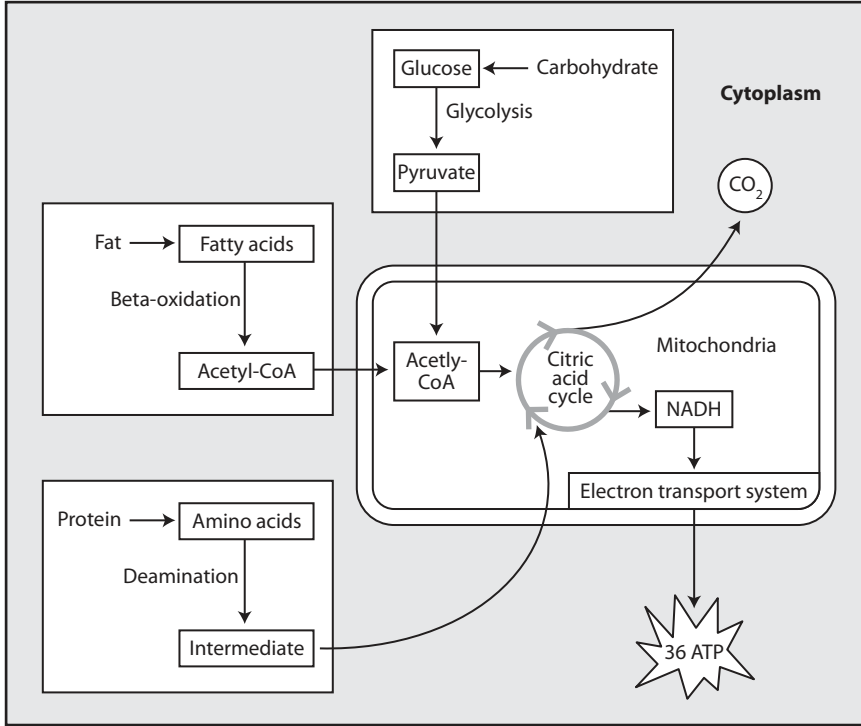 Glucose
Carbohydrate
Glycolysis
Pyruvate
Cytoplasm
CO2
Fat
Fatty acids
Beta-oxidation
Acetyl-CoA
Acetly-
CoA
Citric
acid
cycle
Mitochondria
NADH
Electron transport system
Protein
Amino acids
Deamination
Intermediate
36 ATP